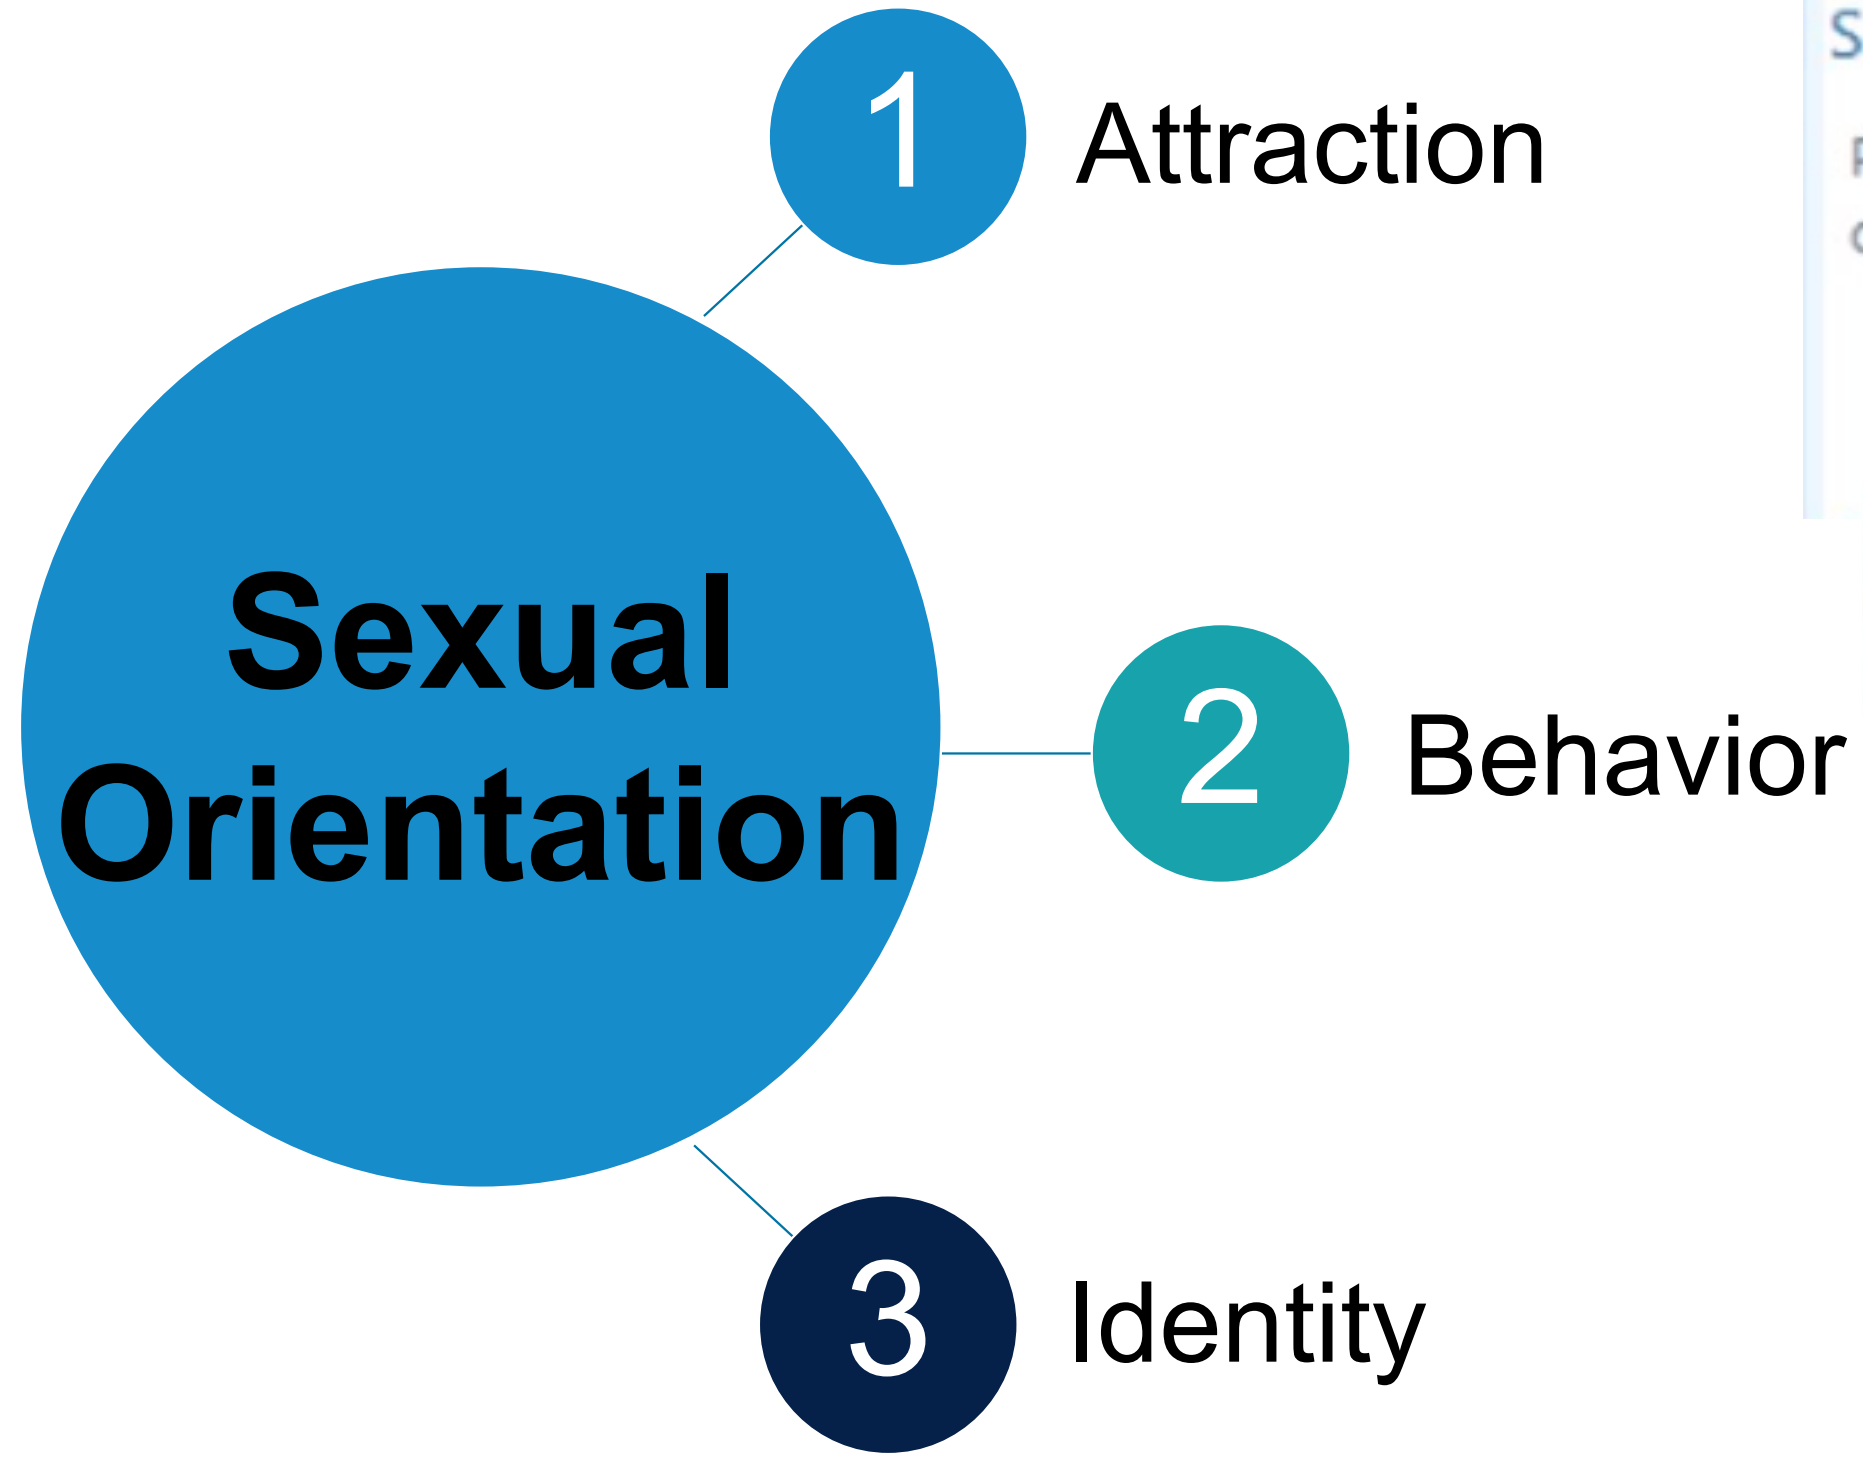 1
Attraction
Sexual
Orientation
2
Behavior
3
Identity